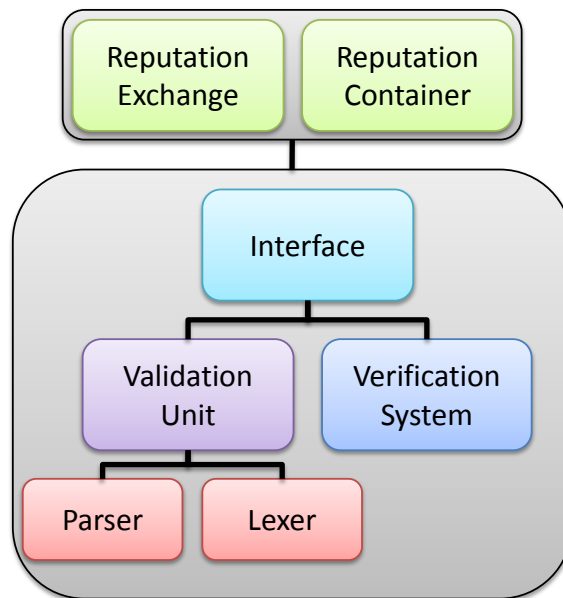 Reputation
Exchange
Reputation
Container
Interface
Validation
Unit
Verification
System
Parser
Lexer